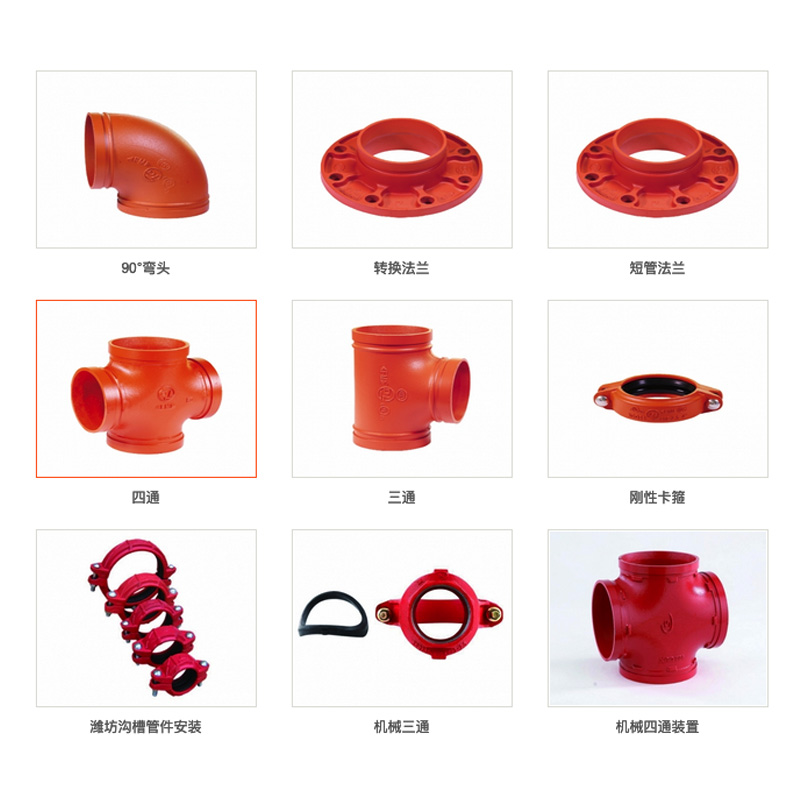 90°弯头
转换法兰
短管法兰
四通
三通
刚性卡箍
潍坊沟槽管件安装
机械三通
机械四通装置